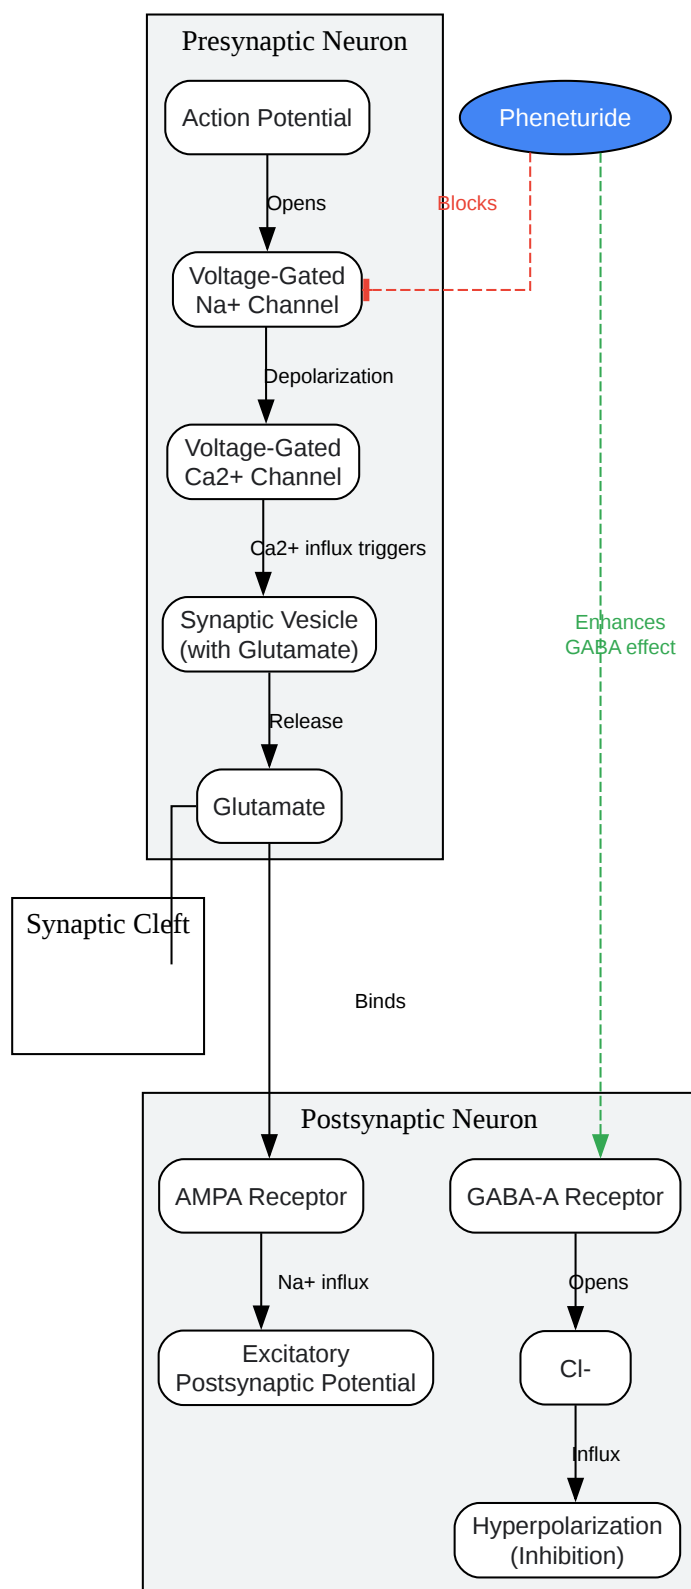 Presynaptic Neuron
Action Potential
Pheneturide
Opens
Blocks
Voltage-Gated
Na+ Channel
Depolarization
Voltage-Gated
Ca2+ Channel
Ca2+ influx triggers
Synaptic Vesicle
(with Glutamate)
Enhances
GABA effect
Release
Glutamate
Synaptic Cleft
Binds
Postsynaptic Neuron
AMPA Receptor
GABA-A Receptor
Na+ influx
Opens
Excitatory
Postsynaptic Potential
Cl-
Influx
Hyperpolarization
(Inhibition)